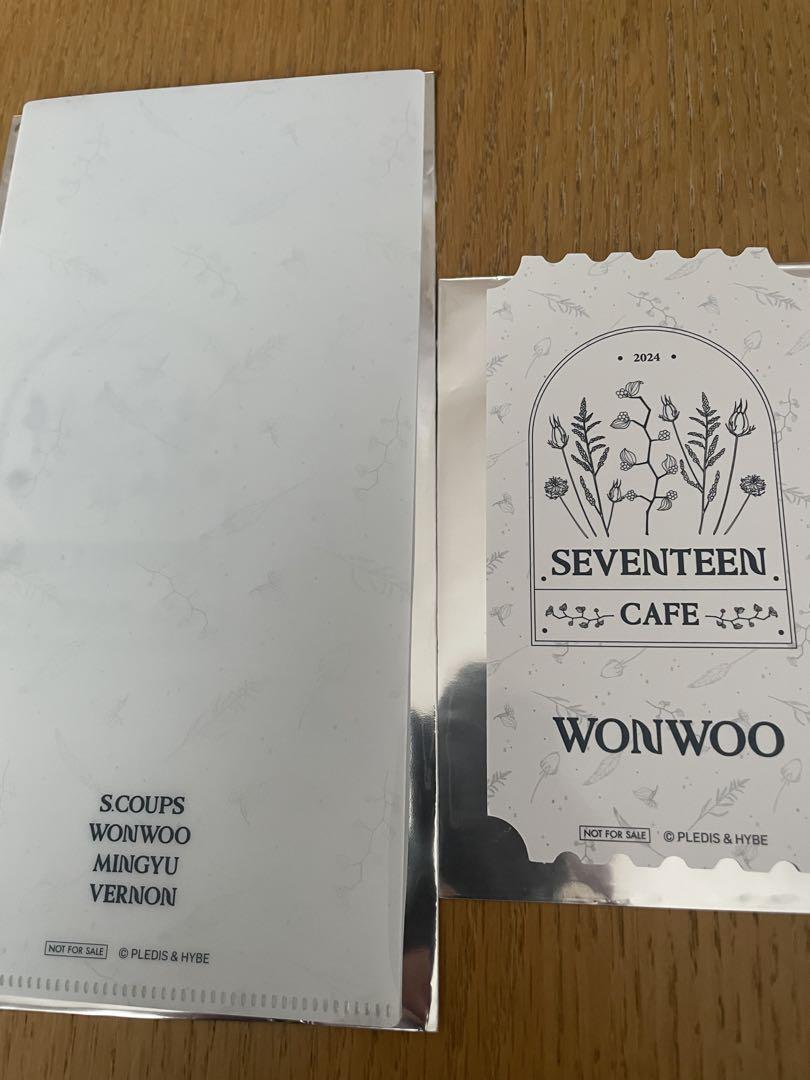 S.COUPS
WONWOO
MINGYU
VERNON
NOT FOR SALE © PLEDIS & HYBE
• 2024 •
SEVENTEEN
CAFE
WONWOO
NOT FOR SALE © PLEDIS & HYBE